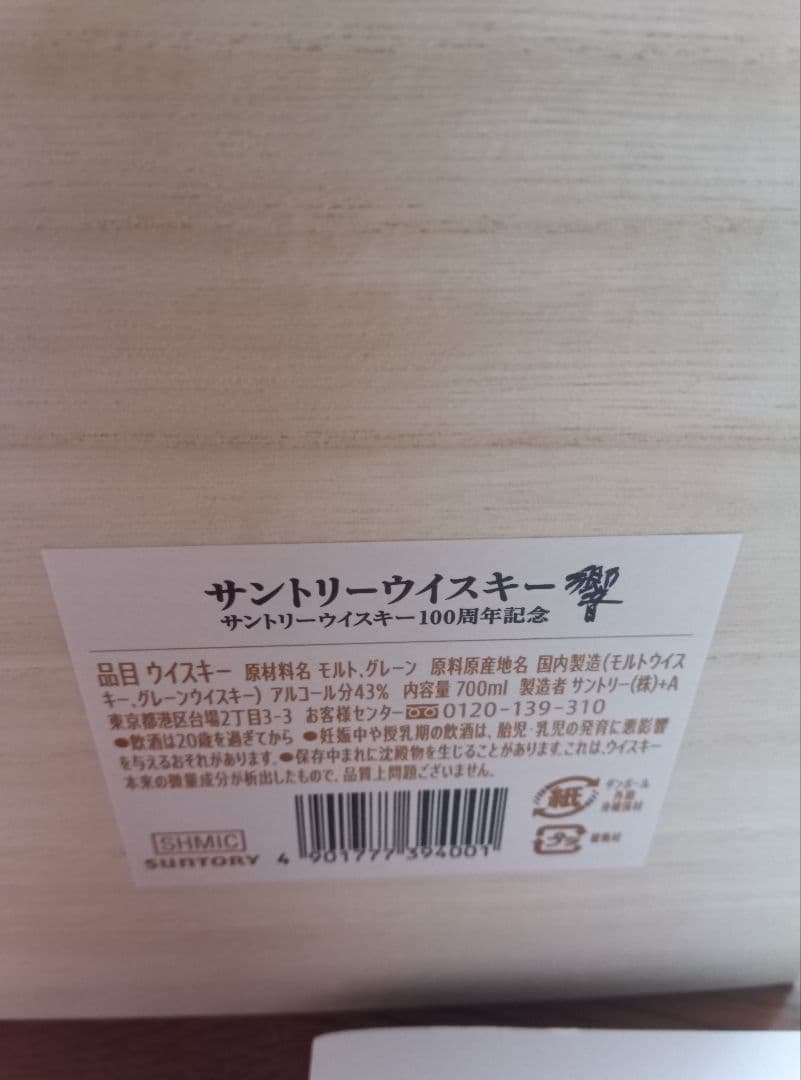 サントリーウイスキー 響
サントリーウイスキー100周年記念
品目 ウイスキー 原材料名 モルト、グレーン 原料原産地名 国内製造(モルトウイス
キー、グレーンウイスキー) アルコール分43% 内容量 700ml 製造者 サントリー(株)+A
東京都港区台場2丁目3-3 お客様センター 0120-139-310
●飲酒は20歳を過ぎてから ●妊娠中や授乳期の飲酒は、胎児・乳児の発育に悪影響
を与えるおそれがあります。●保存中まれに沈殿物を生じることがあります。これは、ウイスキー
本来の微量成分が析出したもので、品質上問題ございません。
SHMIC
SUNTORY
4 901777 394001
紙
ダンボール
外箱
プラ